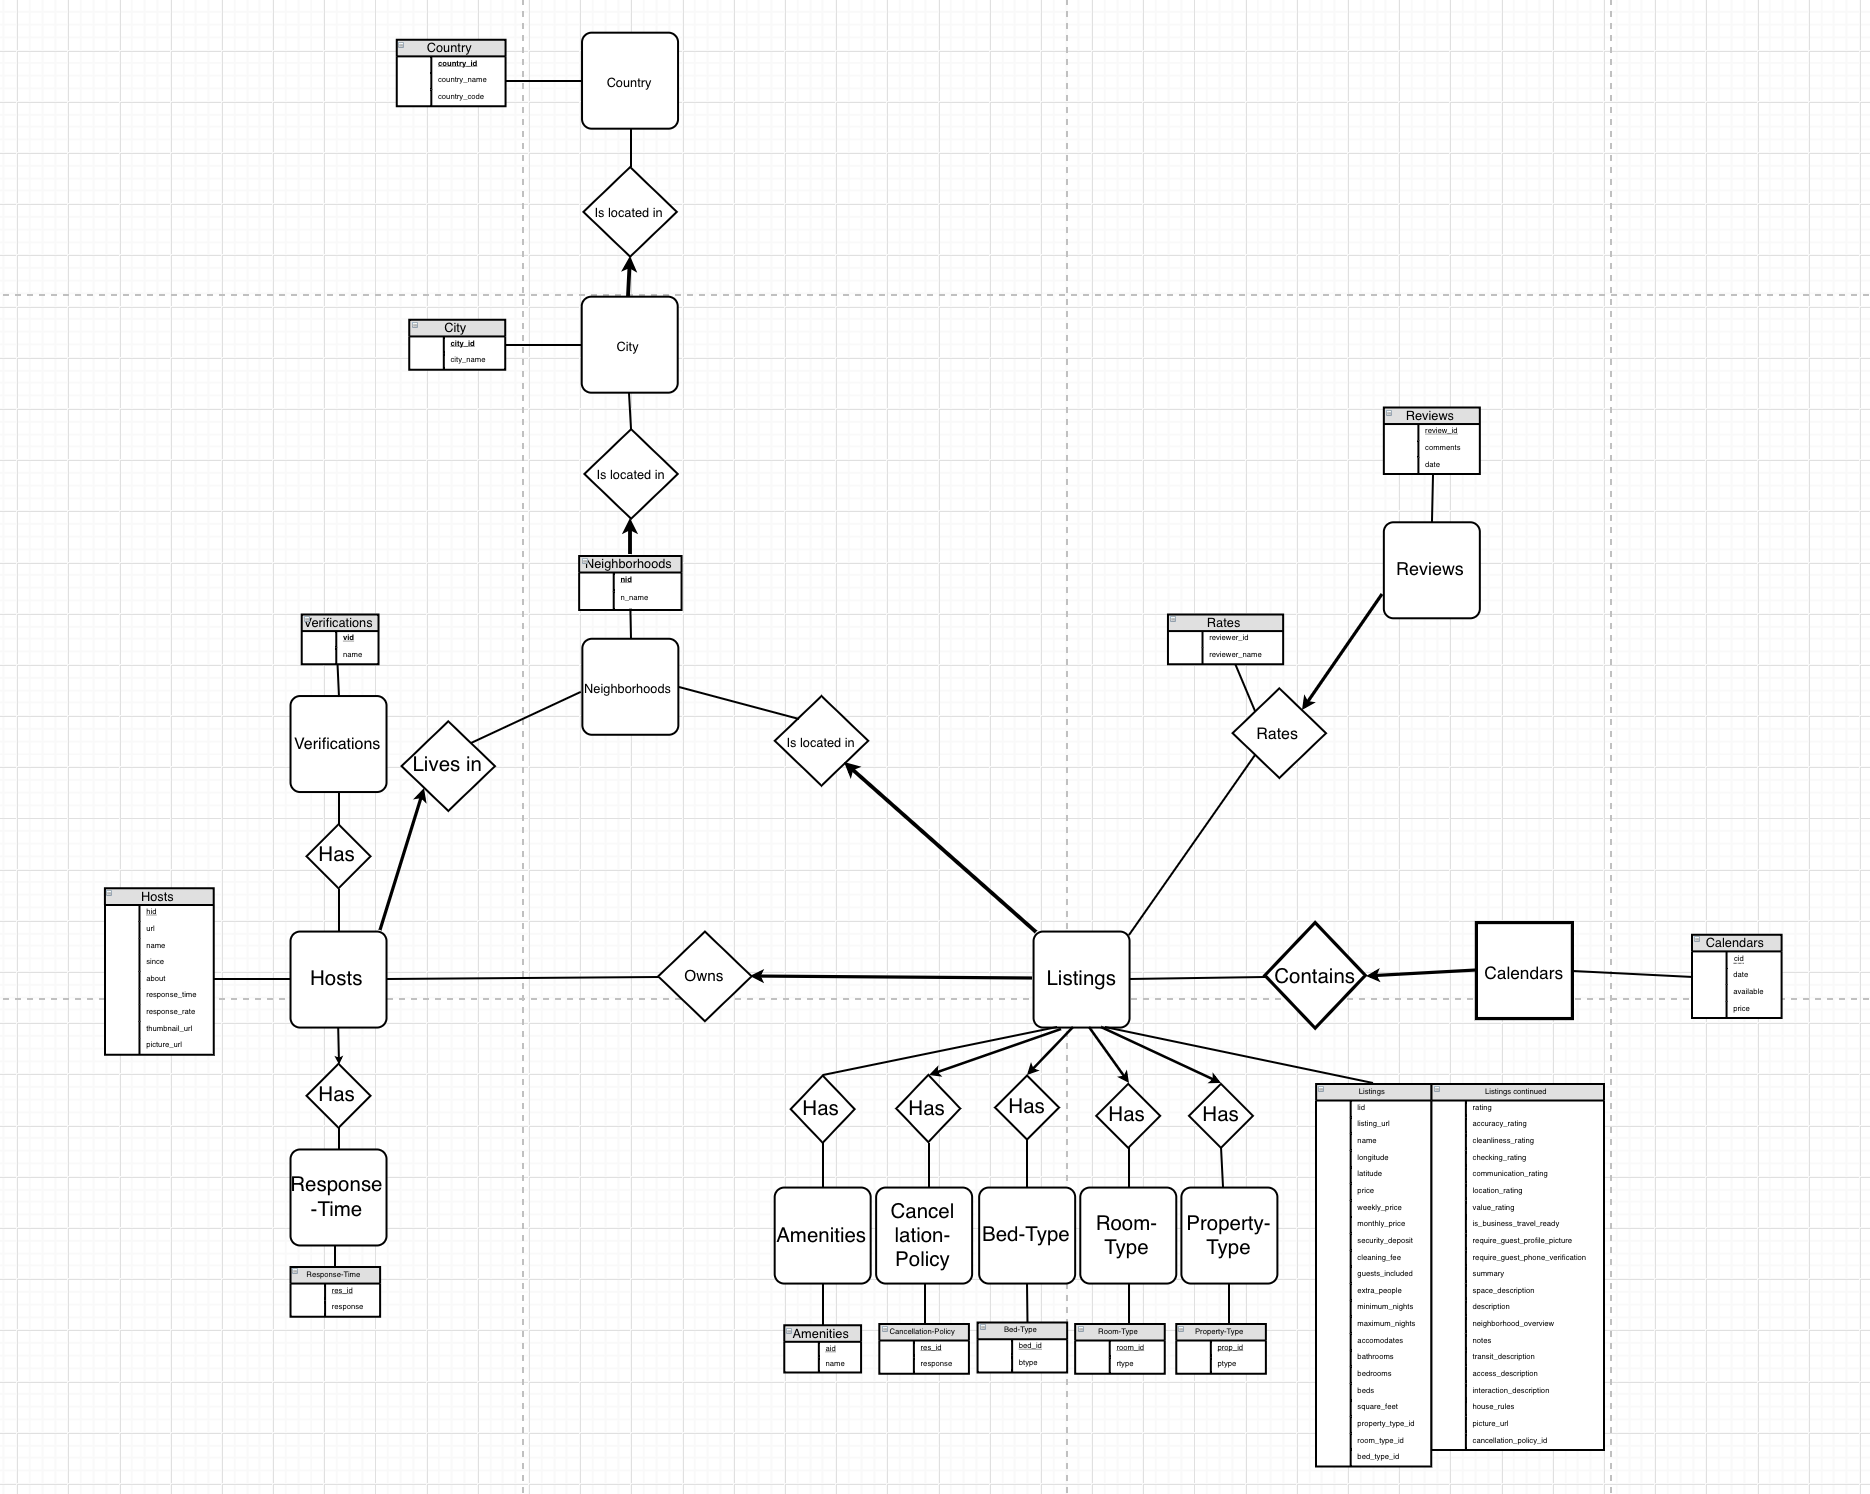 Country
country_id
country_name
country_code
Country
Is located in
City
city_id
city_name
City
Is located in
Neighborhoods
nid
n_name
Neighborhoods
Is located in
Reviews
review_id
comments
date
Reviews
Rates
reviewer_id
reviewer_name
Rates
Verifications
vid
name
Verifications
Lives in
Has
Hosts
hid
url
name
since
about
response_time
response_rate
thumbnail_url
picture_url
Hosts
Owns
Listings
Contains
Calendars
Calendars
cid
date
available
price
Has
Response
-Time
Response-Time
res_id
response
Has
Has
Has
Has
Has
Amenities
Cancel
lation-
Policy
Bed-Type
Room-
Type
Property-
Type
Amenities
aid
name
Cancellation-Policy
res_id
response
Bed-Type
bed_id
btype
Room-Type
room_id
rtype
Property-Type
prop_id
ptype
Listings
lid
listing_url
name
longitude
latitude
price
weekly_price
monthly_price
security_deposit
cleaning_fee
guests_included
extra_people
minimum_nights
maximum_nights
accomodates
bathrooms
bedrooms
beds
square_feet
property_type_id
room_type_id
bed_type_id
Listings continued
rating
accuracy_rating
cleanliness_rating
checking_rating
communication_rating
location_rating
value_rating
is_business_travel_ready
require_guest_profile_picture
require_guest_phone_verification
summary
space_description
description
neighborhood_overview
notes
transit_description
access_description
interaction_description
house_rules
picture_url
cancellation_policy_id